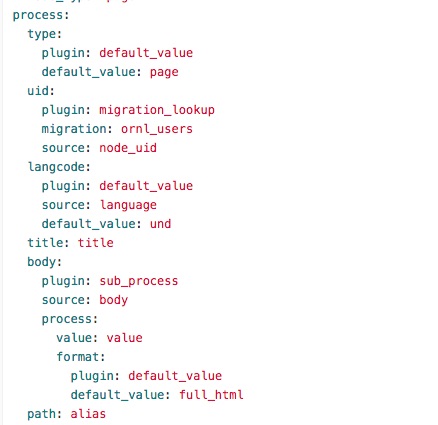 process:
  type:
    plugin: default_value
    default_value: page
  uid:
    plugin: migration_lookup
    migration: ornl_users
    source: node_uid
  langcode:
    plugin: default_value
    source: language
    default_value: und
  title: title
  body:
    plugin: sub_process
    source: body
    process:
      value: value
      format:
        plugin: default_value
        default_value: full_html
  path: alias